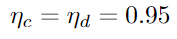 η_c = η_d = 0.95